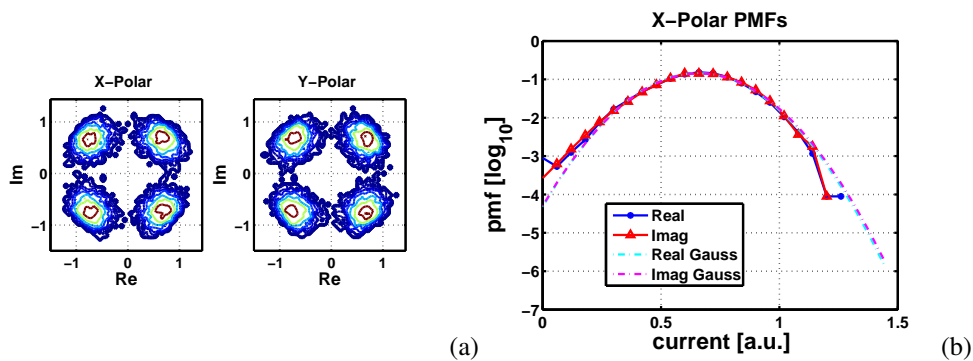 X−Polar
Im
1
0
−1
−1
0
1
Re
Y−Polar
1
0
−1
−1
0
1
Re
(a)
X−Polar PMFs
pmf [log10]
0
−1
−2
−3
−4
−5
−6
−7
Real
Imag
Real Gauss
Imag Gauss
0
0.5
1
1.5
current [a.u.]
(b)